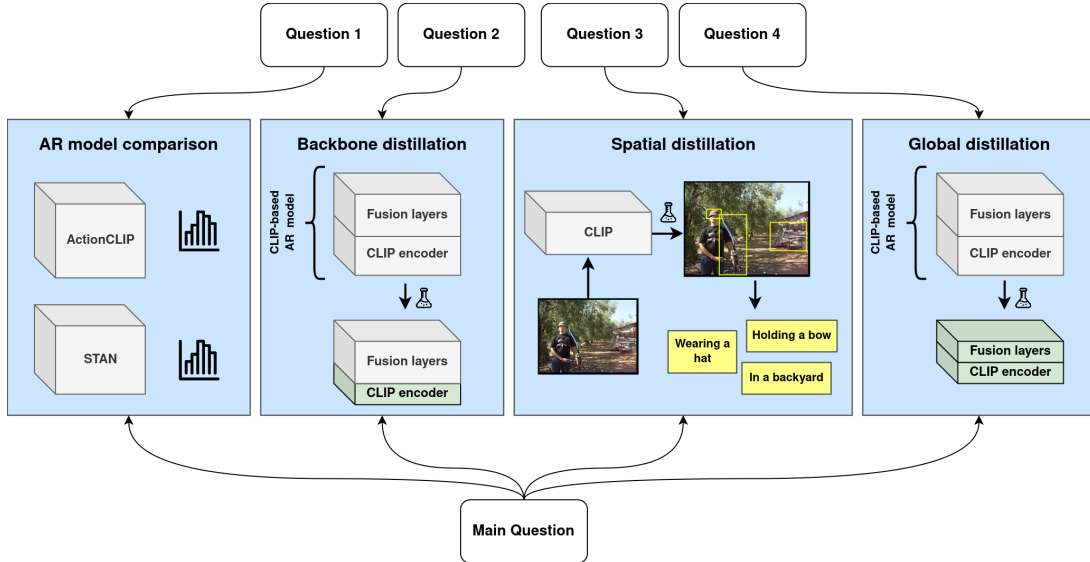 Question 1
Question 2
Question 3
Question 4
AR model comparison
ActionCLIP
STAN
Backbone distillation
CLIP-based
AR model
Fusion layers
CLIP encoder
Fusion layers
CLIP encoder
Spatial distillation
CLIP
Wearing a
hat
Holding a bow
In a backyard
Global distillation
CLIP-based
AR model
Fusion layers
CLIP encoder
Fusion layers
CLIP encoder
Main Question